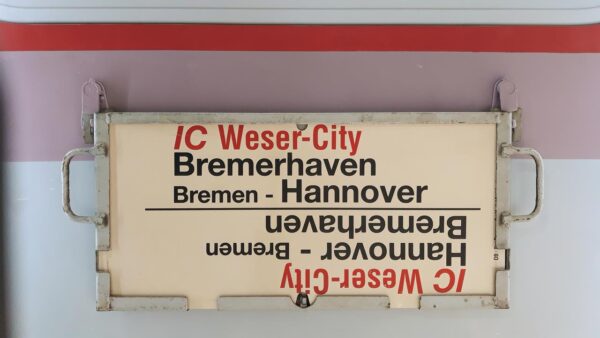 IC Weser-City
Bremerhaven
Bremen - Hannover
IC Weser-City
Hannover - Bremen
Bremerhaven